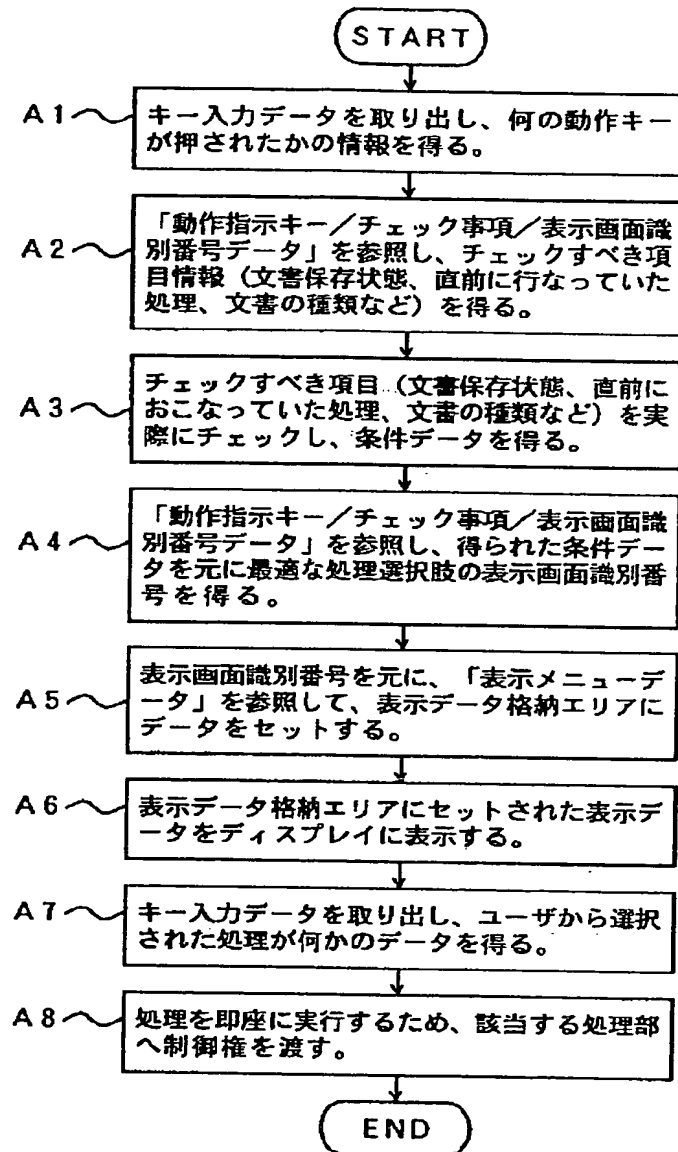 START
A1 キー入力データを取り出し、何の動作キー
が押されたかの情報を得る。
「動作指示キー／チェック事項／表示画面識
A2 別番号データ」を参照し、チェックすべき項
目情報（文書保存状態、直前に行なっていた
処理、文書の種類など）を得る。
チェックすべき項目（文書保存状態、直前に
A3 おこなっていた処理、文書の種類など）を実
際にチェックし、条件データを得る。
「動作指示キー／チェック事項／表示画面識
A4 別番号データ」を参照し、得られた条件デー
タを元に最適な処理選択肢の表示画面識別番
号を得る。
表示画面識別番号を元に、「表示メニューデ
A5 ータ」を参照して、表示データ格納エリアに
データをセットする。
A6 表示データ格納エリアにセットされた表示デ
ータをディスプレイに表示する。
A7 キー入力データを取り出し、ユーザから選択
された処理が何かのデータを得る。
A8 処理を即座に実行するため、該当する処理部
へ制御権を渡す。
END